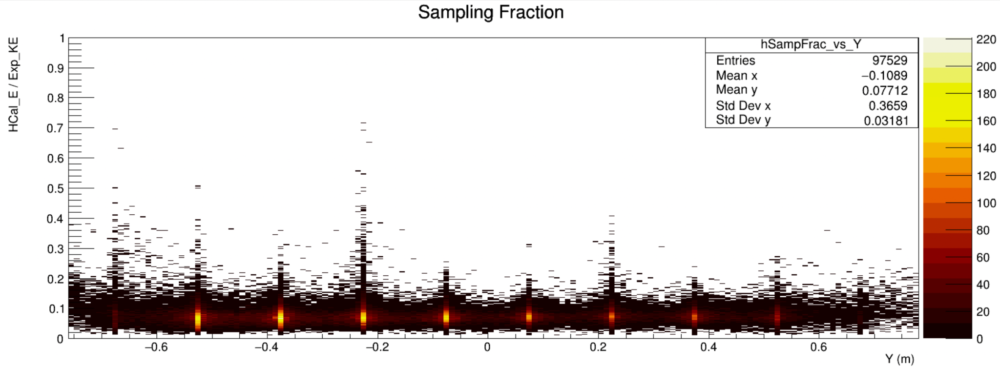 Sampling Fraction
HCal_E / Exp_KE
1
0.9
0.8
0.7
0.6
0.5
0.4
0.3
0.2
0.1
0
hSampFrac_vs_Y
Entries 97529
Mean x −0.1089
Mean y 0.07712
Std Dev x 0.3659
Std Dev y 0.03181
220
200
180
160
140
120
100
80
60
40
20
0
−0.6 −0.4 −0.2 0 0.2 0.4 0.6
Y (m)